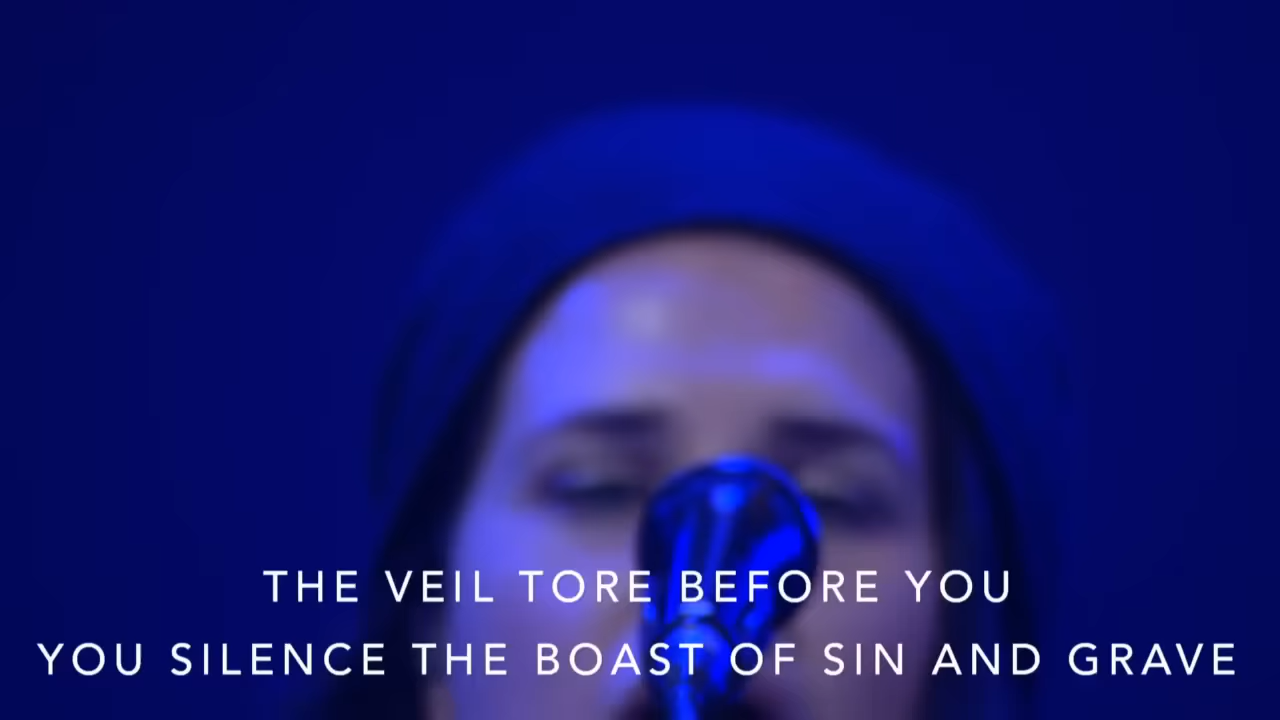 THE VEIL TORE BEFORE YOU
YOU SILENCE THE BOAST OF SIN AND GRAVE